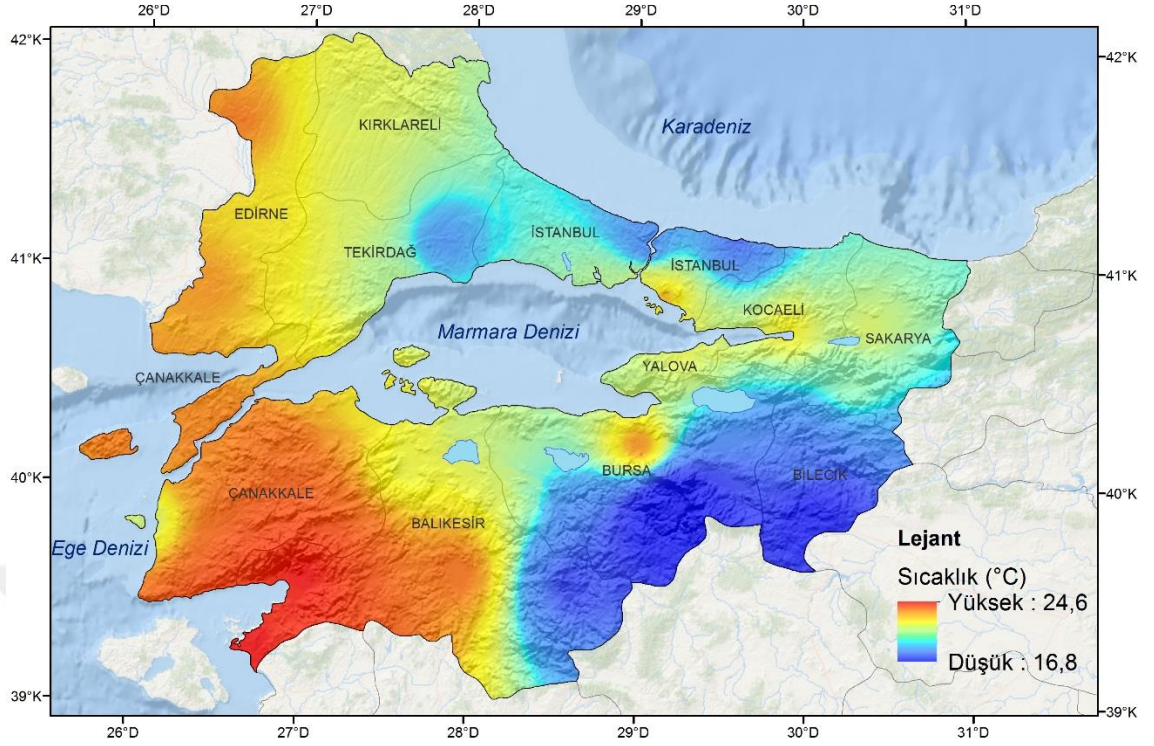 26°D 27°D 28°D 29°D 30°D 31°D
42°K 42°K
KIRKLARELİ
Karadeniz
EDİRNE
İSTANBUL
TEKİRDAĞ
41°K İSTANBUL 41°K
KOCAELİ
Marmara Denizi
SAKARYA
YALOVA
ÇANAKKALE
40°K BURSA BİLECİK 40°K
ÇANAKKALE
BALIKESİR
Ege Denizi
Lejant
Sıcaklık (°C)
Yüksek : 24,6
Düşük : 16,8
39°K 39°K
26°D 27°D 28°D 29°D 30°D 31°D